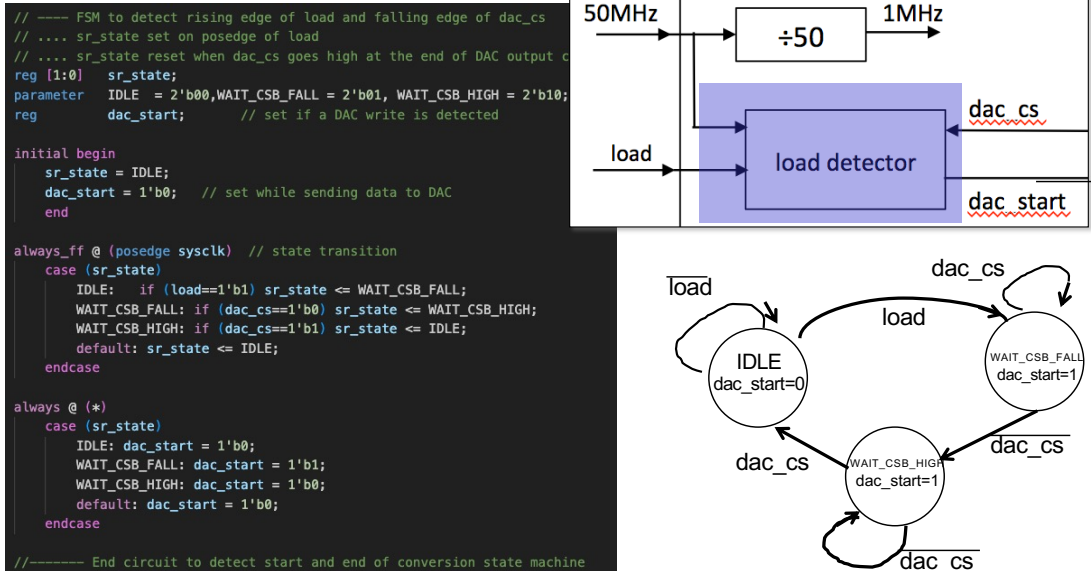 // ---- FSM to detect rising edge of load and falling edge of dac_cs
// .... sr_state set on posedge of load
// .... sr_state reset when dac_cs goes high at the end of DAC output c
reg [1:0] sr_state;
parameter IDLE = 2'b00,WAIT_CSB_FALL = 2'b01, WAIT_CSB_HIGH = 2'b10;
reg dac_start; // set if a DAC write is detected
initial begin
sr_state = IDLE;
dac_start = 1'b0; // set while sending data to DAC
end
always_ff @ (posedge sysclk) // state transition
case (sr_state)
IDLE: if (load==1'b1) sr_state <= WAIT_CSB_FALL;
WAIT_CSB_FALL: if (dac_cs==1'b0) sr_state <= WAIT_CSB_HIGH;
WAIT_CSB_HIGH: if (dac_cs==1'b1) sr_state <= IDLE;
default: sr_state <= IDLE;
endcase
always @ (*)
case (sr_state)
IDLE: dac_start = 1'b0;
WAIT_CSB_FALL: dac_start = 1'b1;
WAIT_CSB_HIGH: dac_start = 1'b0;
default: dac_start = 1'b0;
endcase
//------- End circuit to detect start and end of conversion state machine
50MHz
÷50
1MHz
load
load detector
dac_cs
dac_start
load
dac_cs
load
IDLE
dac_start=0
WAIT_CSB_FALL
dac_start=1
dac_cs
dac_cs
WAIT_CSB_HIGH
dac_start=1
dac_cs